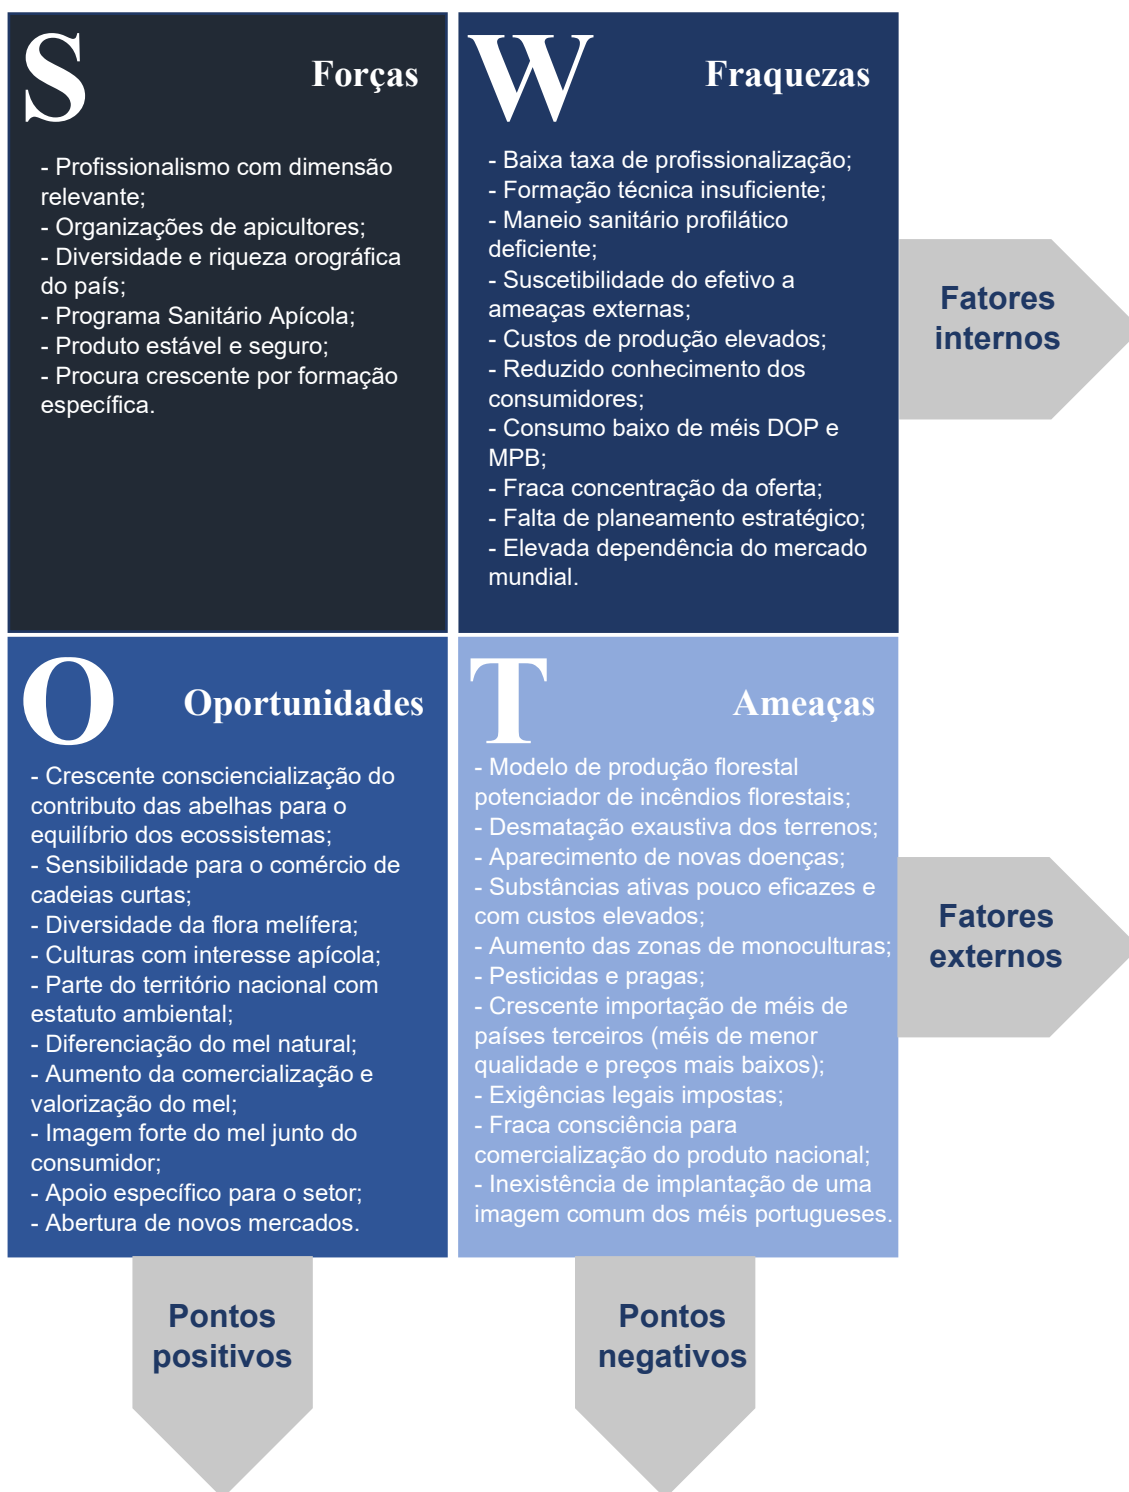 S
Forças
- Profissionalismo com dimensão
relevante;
- Organizações de apicultores;
- Diversidade e riqueza orográfica
do país;
- Programa Sanitário Apícola;
- Produto estável e seguro;
- Procura crescente por formação
específica.
W
Fraquezas
- Baixa taxa de profissionalização;
- Formação técnica insuficiente;
- Maneio sanitário profilático
deficiente;
- Suscetibilidade do efetivo a
ameaças externas;
- Custos de produção elevados;
- Reduzido conhecimento dos
consumidores;
- Consumo baixo de méis DOP e
MPB;
- Fraca concentração da oferta;
- Falta de planeamento estratégico;
- Elevada dependência do mercado
mundial.
Fatores
internos
O
Oportunidades
- Crescente consciencialização do
contributo das abelhas para o
equilíbrio dos ecossistemas;
- Sensibilidade para o comércio de
cadeias curtas;
- Diversidade da flora melífera;
- Culturas com interesse apícola;
- Parte do território nacional com
estatuto ambiental;
- Diferenciação do mel natural;
- Aumento da comercialização e
valorização do mel;
- Imagem forte do mel junto do
consumidor;
- Apoio específico para o setor;
- Abertura de novos mercados.
T
Ameaças
- Modelo de produção florestal
potenciador de incêndios florestais;
- Desmatação exaustiva dos terrenos;
- Aparecimento de novas doenças;
- Substâncias ativas pouco eficazes e
com custos elevados;
- Aumento das zonas de monoculturas;
- Pesticidas e pragas;
- Crescente importação de méis de
países terceiros (méis de menor
qualidade e preços mais baixos);
- Exigências legais impostas;
- Fraca consciência para
comercialização do produto nacional;
- Inexistência de implantação de uma
imagem comum dos méis portugueses.
Fatores
externos
Pontos
positivos
Pontos
negativos